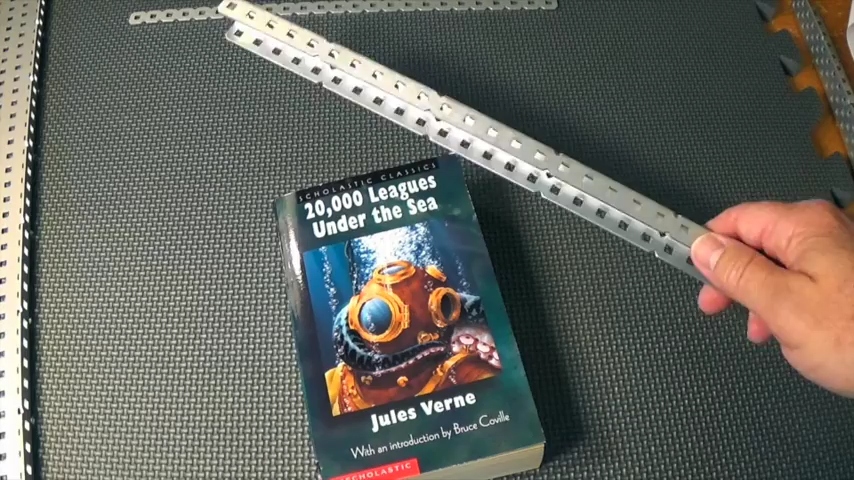 SCHOLASTIC CLASSICS
20,000 Leagues
Under the Sea
Jules Verne
With an introduction by Bruce Coville
SCHOLASTIC